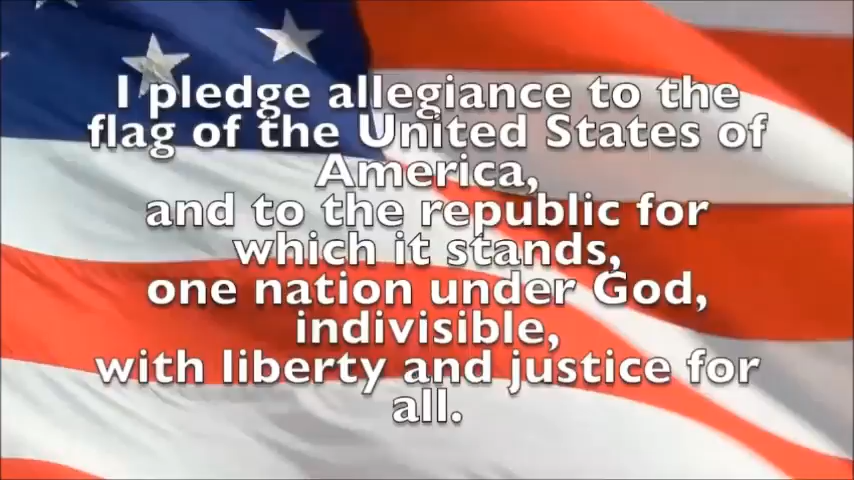 I pledge allegiance to the
flag of the United States of
America,
and to the republic for
which it stands,
one nation under God,
indivisible,
with liberty and justice for
all.